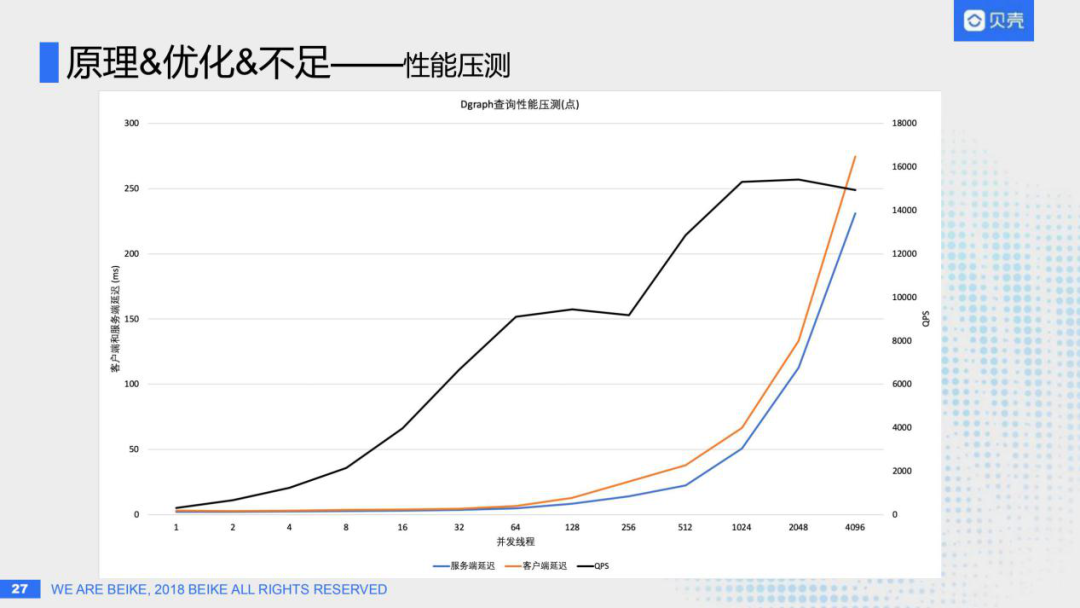 贝壳
原理&优化&不足——性能压测
Dgraph查询性能压测(点)
300
250
200
150
100
50
0
客户端和服务端延迟 (ms)
18000
16000
14000
12000
10000
8000
6000
4000
2000
0
QPS
1 2 4 8 16 32 64 128 256 512 1024 2048 4096
并发线程
服务端延迟 客户端延迟 QPS
27 WE ARE BEIKE, 2018 BEIKE ALL RIGHTS RESERVED